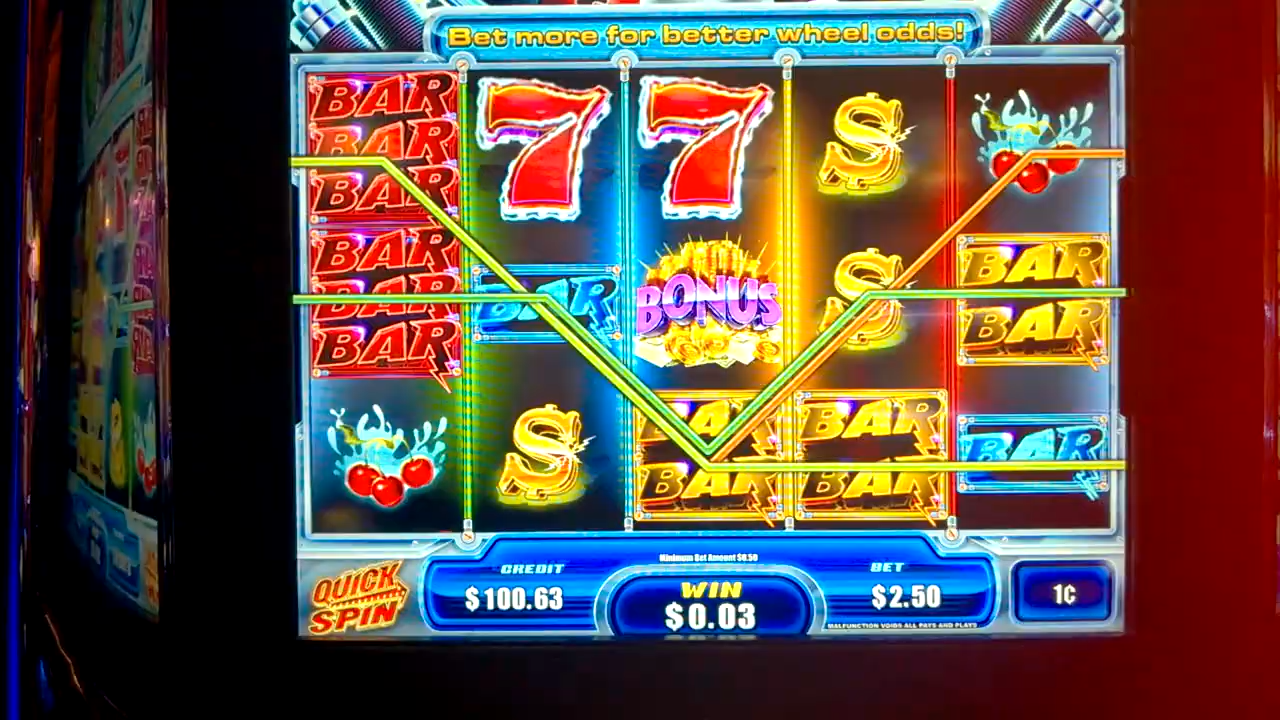 Bet more for better wheel odds!
BAR
BAR
BAR
7
7
$
BAR
BAR
BAR
BAR
BONUS
$
BAR
BAR
$
BAR
BAR
BAR
BAR
BAR
Minimum Bet Amount $0.50
QUICK
SPIN
CREDIT
$100.63
WIN
$0.03
BET
$2.50
1¢
MALFUNCTION VOIDS ALL PAYS AND PLAYS